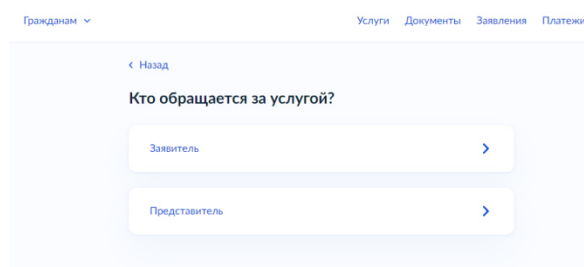 Гражданам Услуги Документы Заявления Платежи
Назад
Кто обращается за услугой?
Заявитель
Представитель